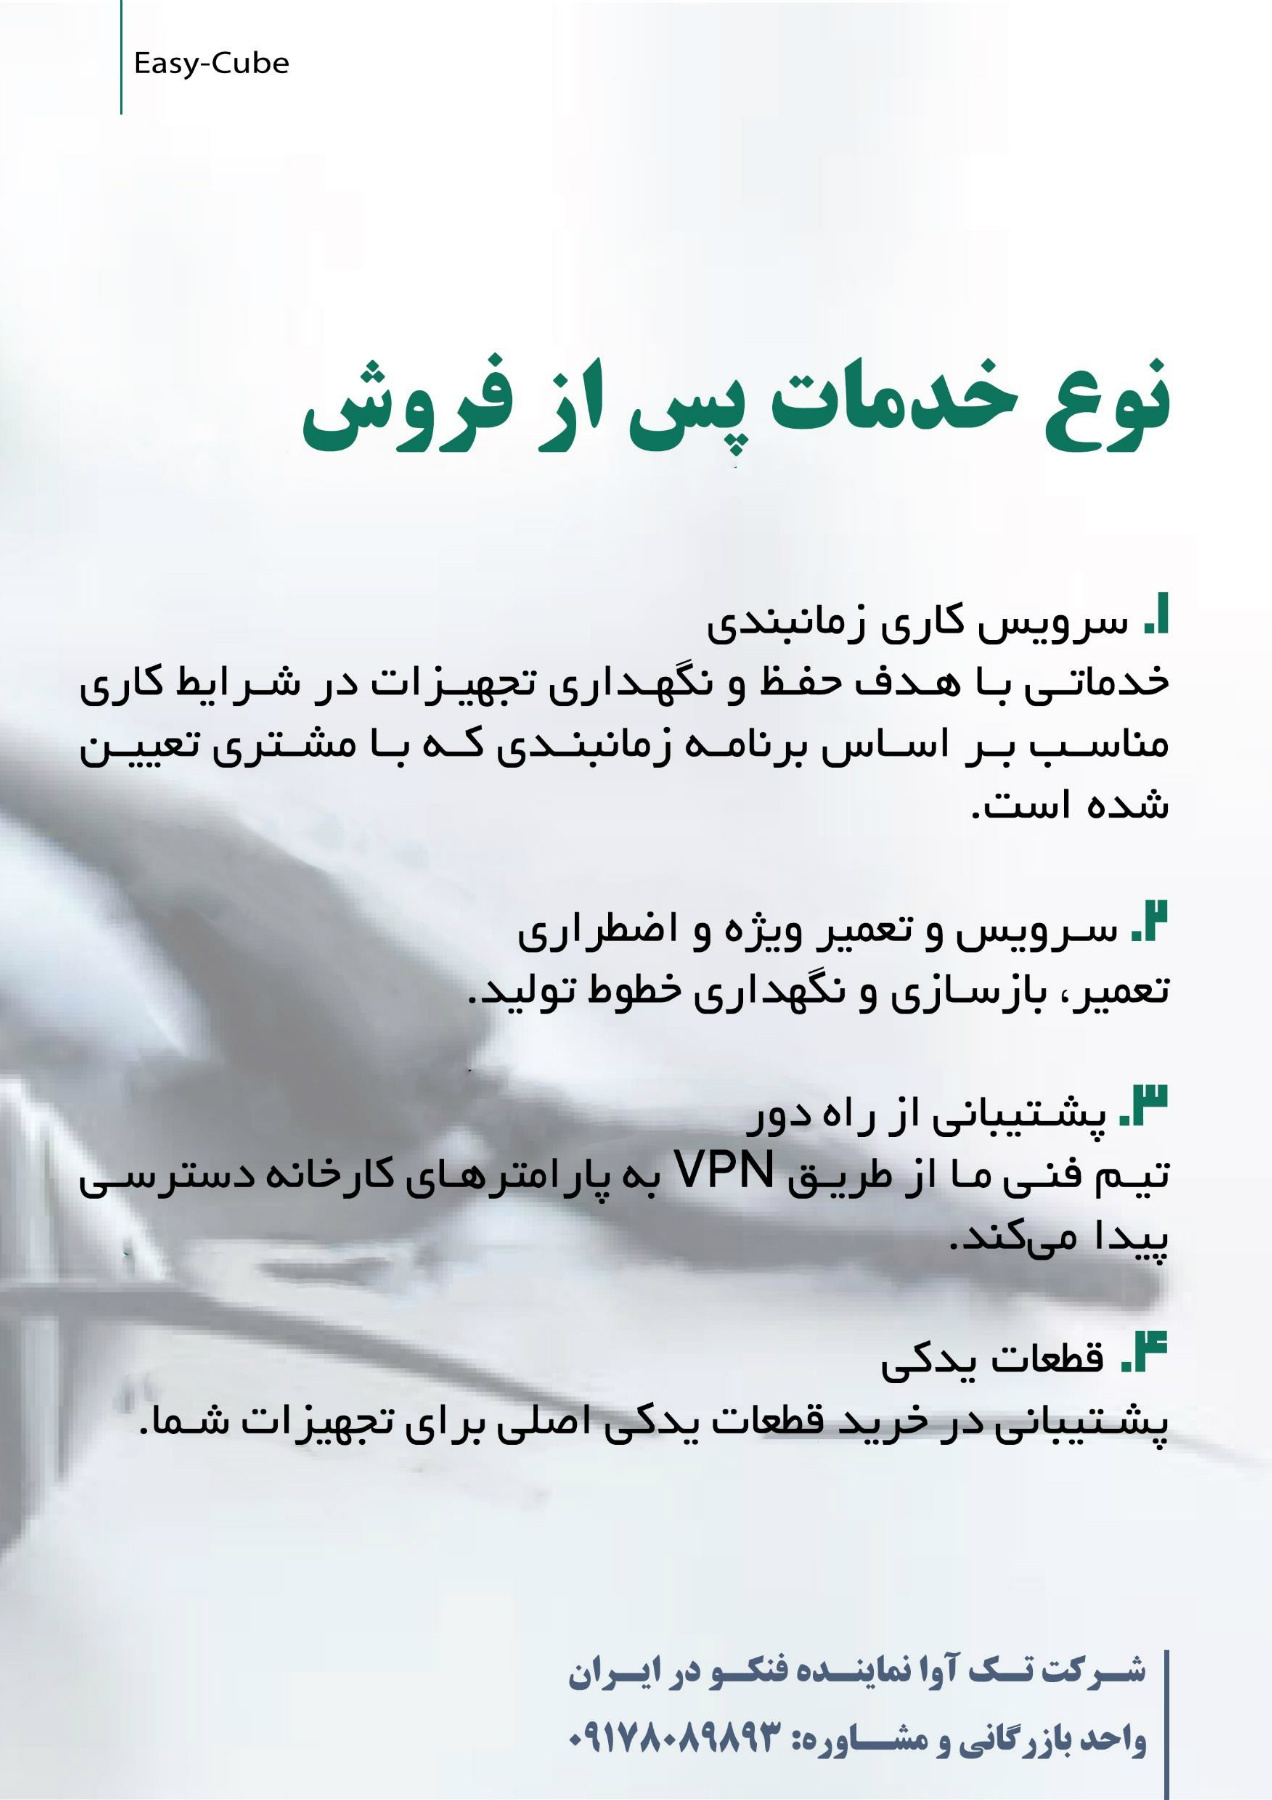 Easy-Cube
نوع خدمات پس از فروش
۱. سرویس کاری زمانبندی
خدماتی با هدف حفظ و نگهداری تجهیزات در شرایط کاری
مناسب بر اساس برنامه زمانبندی که با مشتری تعیین
شده است.
۲. سرویس و تعمیر ویژه و اضطراری
تعمیر، بازسازی و نگهداری خطوط تولید.
۳. پشتیبانی از راه دور
تیم فنی ما از طریق VPN به پارامترهای کارخانه دسترسی
پیدا می‌کند.
۴. قطعات یدکی
پشتیبانی در خرید قطعات یدکی اصلی برای تجهیزات شما.
شرکت تک آوا نماینده فنکو در ایران
واحد بازرگانی و مشاوره: ۰۹۱۷۸۰۸۹۸۹۳